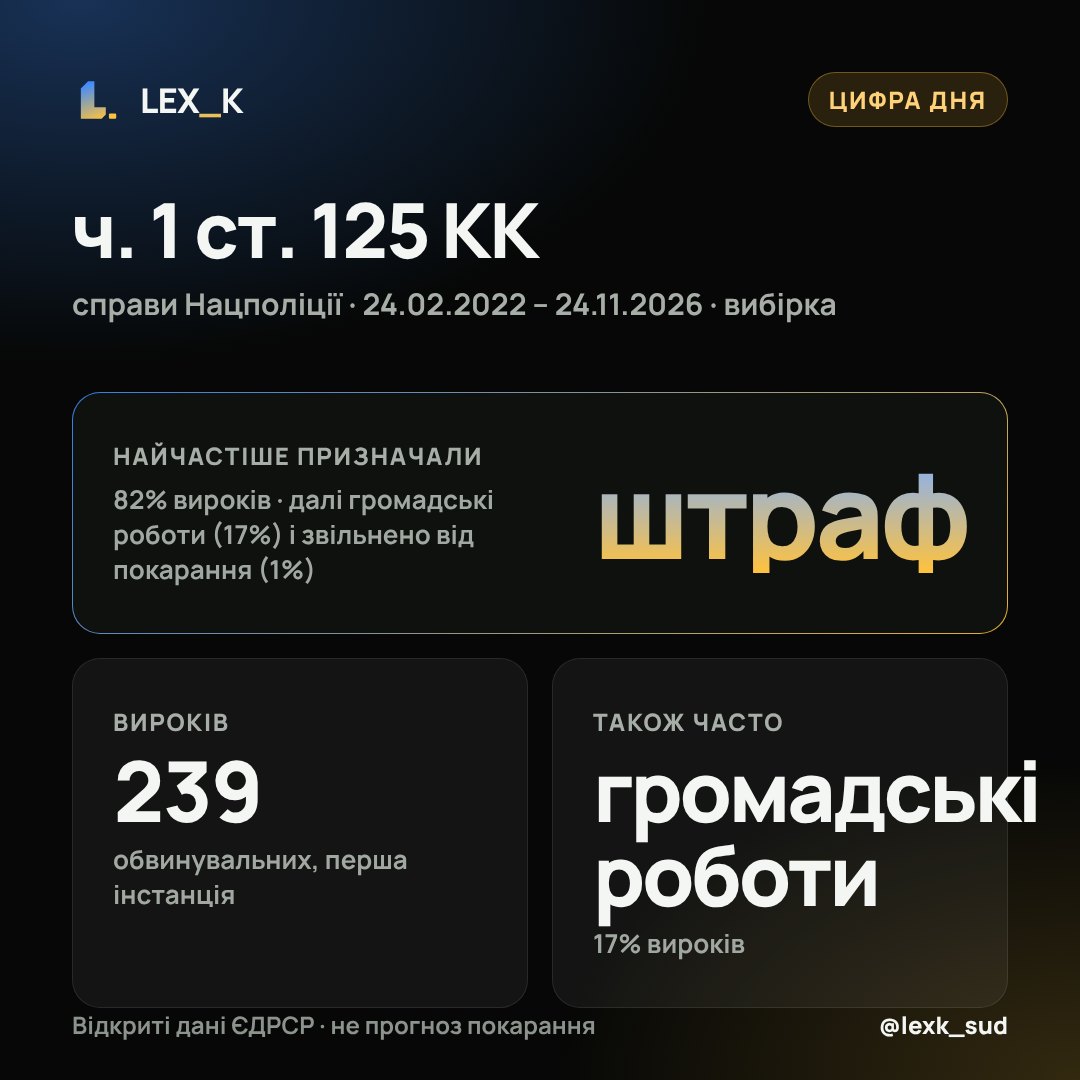 LEX_K
ЦИФРА ДНЯ
ч. 1 ст. 125 КК
справи Нацполіції · 24.02.2022 – 24.11.2026 · вибірка
НАЙЧАСТІШЕ ПРИЗНАЧАЛИ
82% вироків · далі громадські
роботи (17%) і звільнено від
покарання (1%)
штраф
ВИРОКІВ
239
обвинувальних, перша
інстанція
ТАКОЖ ЧАСТО
громадські
роботи
17% вироків
Відкриті дані ЄДРСР · не прогноз покарання
@lexk_sud